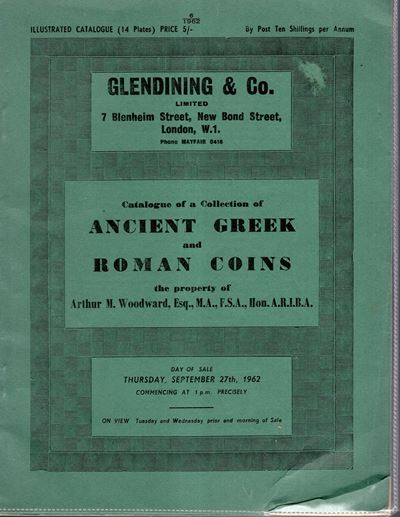 6
1962
ILLUSTRATED CATALOGUE (14 Plates) PRICE 5/- By Post Ten Shillings per Annum
GLENDINING & Co.
LIMITED
7 Blenheim Street, New Bond Street,
London, W.1.
Phone MAYFAIR 0416
Catalogue of a Collection of
ANCIENT GREEK
and
ROMAN COINS
the property of
Arthur M. Woodward, Esq., M.A., F.S.A., Hon. A.R.I.B.A.
DAY OF SALE
THURSDAY, SEPTEMBER 27th, 1962
COMMENCING AT 1 p.m. PRECISELY
ON VIEW Tuesday and Wednesday prior and morning of Sale